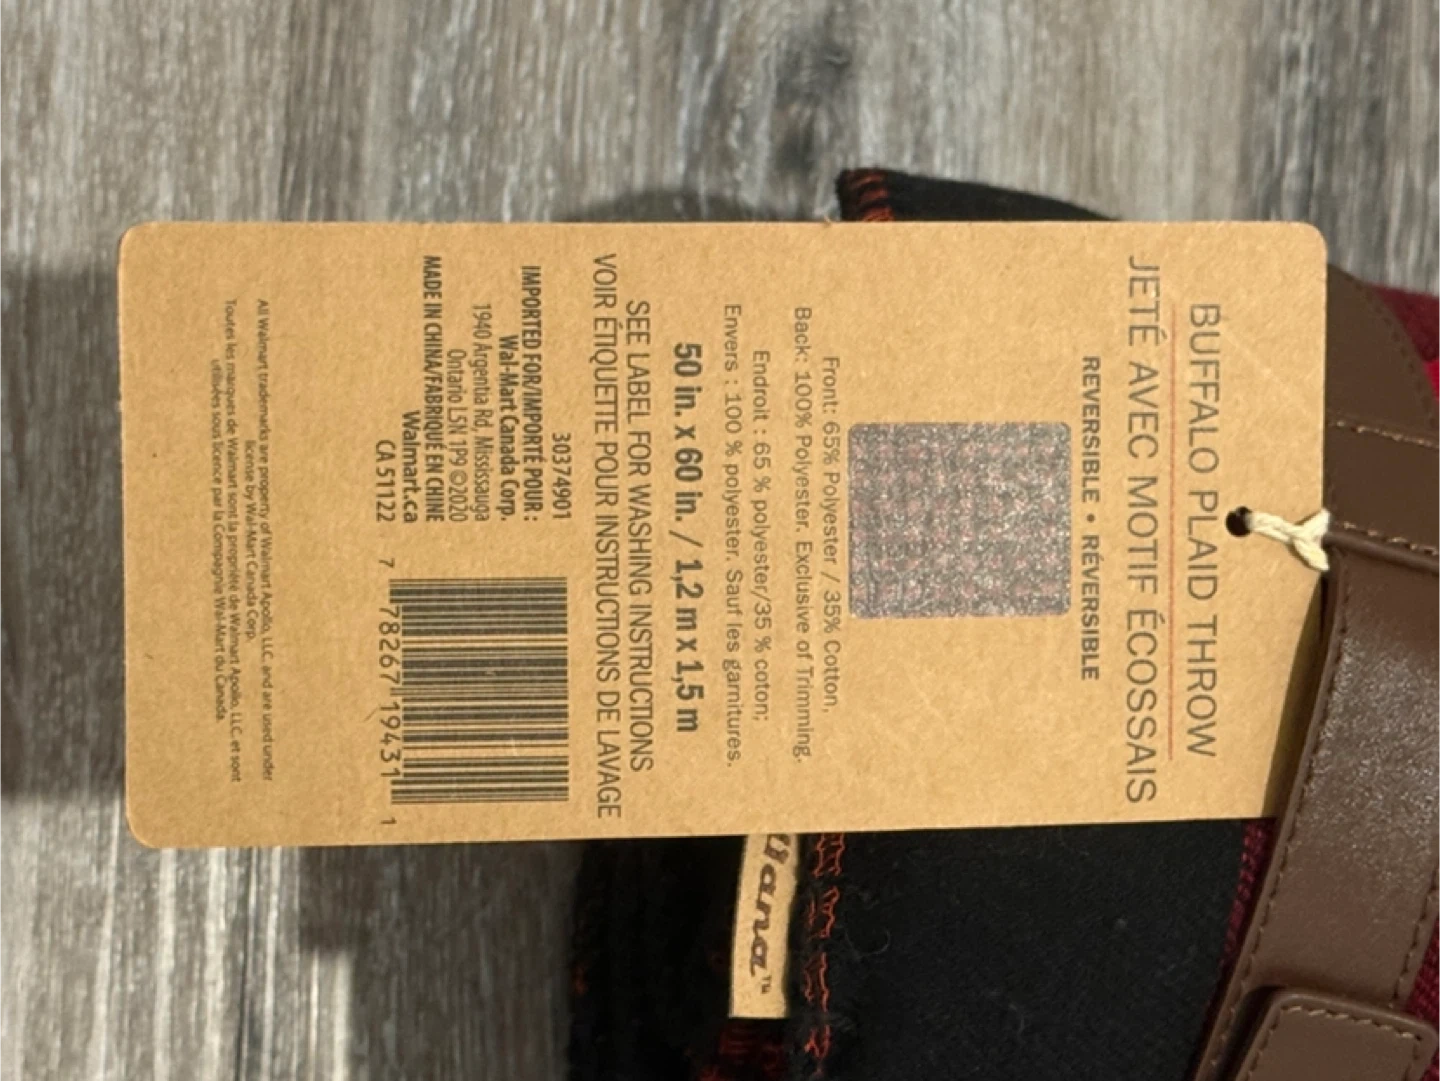 BUFFALO PLAID THROW
JETÉ AVEC MOTIF ÉCOSSAIS
REVERSIBLE • RÉVERSIBLE
Front: 65% Polyester / 35% Cotton,
Back: 100% Polyester. Exclusive of Trimming.
Endroit : 65 % polyester/35 % coton;
Envers : 100 % polyester. Sauf les garnitures.
50 in. x 60 in. / 1,2 m x 1,5 m
SEE LABEL FOR WASHING INSTRUCTIONS
VOIR ÉTIQUETTE POUR INSTRUCTIONS DE LAVAGE
30374901
IMPORTED FOR/IMPORTÉ POUR :
Wal-Mart Canada Corp.
1940 Argentia Rd, Mississauga
Ontario L5N 1P9 ©2020
MADE IN CHINA/FABRIQUÉ EN CHINE
Walmart.ca
CA 51122
7 78267 19431 1
All Walmart trademarks are property of Walmart Apollo, LLC. and are used under
license by Wal-Mart Canada Corp.
Toutes les marques de Walmart sont la propriété de Walmart Apollo, LLC. et sont
utilisées sous licence par la Compagnie Wal-Mart du Canada.